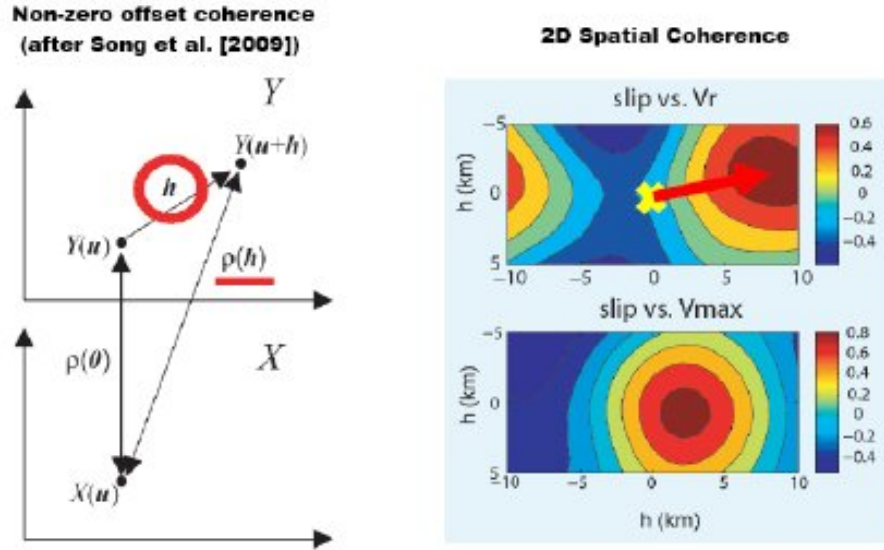 Non-zero offset coherence
(after Song et al. [2009])
Y
Y(u+h)
h
Y(u)
ρ(h)
ρ(0)
X
X(u)
2D Spatial Coherence
slip vs. Vr
-5
0
5
h (km)
-10
-5
0
5
10
0.6
0.4
0.2
0
-0.2
-0.4
-0.6
slip vs. Vmax
-5
0
5
h (km)
-10
-5
0
5
10
0.8
0.6
0.4
0.2
0
-0.2
-0.4
h (km)